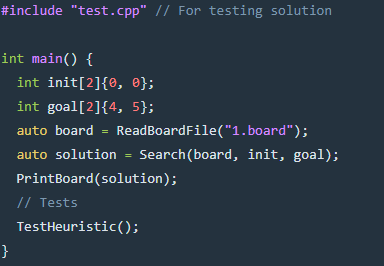 #include "test.cpp" // For testing solution
int main() {
  int init[2]{0, 0};
  int goal[2]{4, 5};
  auto board = ReadBoardFile("1.board");
  auto solution = Search(board, init, goal);
  PrintBoard(solution);
  // Tests
  TestHeuristic();
}